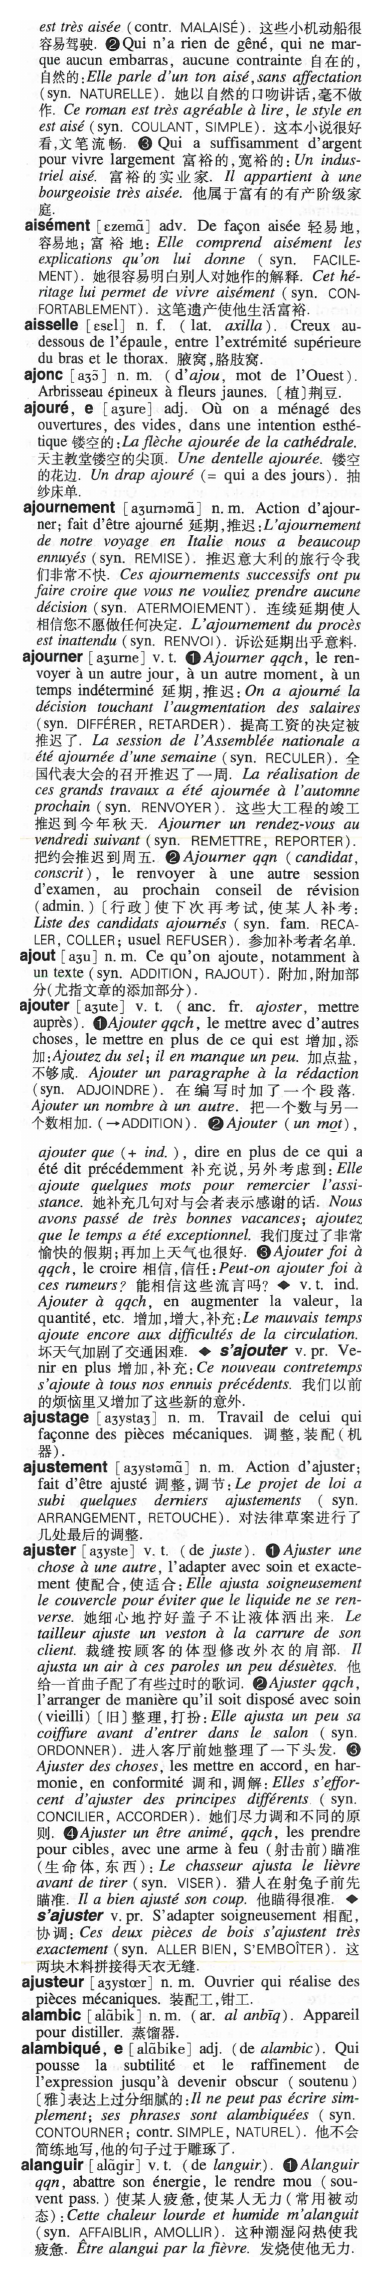 est très aisée (contr. MALAISÉ). 这些小机动船很
容易驾驶. ❷Qui n'a rien de gêné, qui ne mar-
que aucun embarras, aucune contrainte 自在的,
自然的:Elle parle d'un ton aisé,sans affectation
(syn. NATURELLE). 她以自然的口吻讲话,毫不做
作. Ce roman est très agréable à lire, le style en
est aisé (syn. COULANT, SIMPLE). 这本小说很好
看,文笔流畅. ❸ Qui a suffisamment d'argent
pour vivre largement 富裕的,宽裕的: Un indus-
triel aisé. 富裕的实业家. Il appartient à une
bourgeoisie très aisée. 他属于富有的有产阶级家
庭.
aisément [ɛzemɑ̃] adv. De façon aisée 轻易地,
容易地; 富裕地: Elle comprend aisément les
explications qu'on lui donne (syn. FACILE-
MENT). 她很容易明白别人对她作的解释. Cet hé-
ritage lui permet de vivre aisément (syn. CON-
FORTABLEMENT). 这笔遗产使他生活富裕.
aisselle [ɛsɛl] n. f. (lat. axilla). Creux au-
dessous de l'épaule, entre l'extrémité supérieure
du bras et le thorax. 腋窝,胳肢窝.
ajonc [aʒɔ̃] n. m. (d'ajou, mot de l'Ouest).
Arbrisseau épineux à fleurs jaunes. [植]荆豆.
ajouré, e [aʒure] adj. Où on a ménagé des
ouvertures, des vides, dans une intention esthé-
tique 镂空的:La flèche ajourée de la cathédrale.
天主教堂镂空的尖顶. Une dentelle ajourée. 镂空
的花边. Un drap ajouré (= qui a des jours). 抽
纱床单.
ajournement [aʒurnəmɑ̃] n. m. Action d'ajour-
ner; fait d'être ajourné 延期,推迟:L'ajournement
de notre voyage en Italie nous a beaucoup
ennuyés (syn. REMISE). 推迟意大利的旅行令我
们非常不快. Ces ajournements successifs ont pu
faire croire que vous ne vouliez prendre aucune
décision (syn. ATERMOIEMENT). 连续延期使人
相信您不愿做任何决定. L'ajournement du procès
est inattendu (syn. RENVOI). 诉讼延期出乎意料.
ajourner [aʒurne] v. t. ❶Ajourner qqch, le ren-
voyer à un autre jour, à un autre moment, à un
temps indéterminé 延期,推迟: On a ajourné la
décision touchant l'augmentation des salaires
(syn. DIFFÉRER, RETARDER). 提高工资的决定被
推迟了. La session de l'Assemblée nationale a
été ajournée d'une semaine (syn. RECULER). 全
国代表大会的召开推迟了一周. La réalisation de
ces grands travaux a été ajournée à l'automne
prochain (syn. RENVOYER). 这些大工程的竣工
推迟到今年秋天. Ajourner un rendez-vous au
vendredi suivant (syn. REMETTRE, REPORTER).
把约会推迟到周五. ❷Ajourner qqn (candidat,
conscrit), le renvoyer à une autre session
d'examen, au prochain conseil de révision
(admin.) [行政]使下次再考试,使某人补考:
Liste des candidats ajournés (syn. fam. RECA-
LER, COLLER; usuel REFUSER). 参加补考者名单.
ajout [aʒu] n. m. Ce qu'on ajoute, notamment à
un texte (syn. ADDITION, RAJOUT). 附加,附加部
分(尤指文章的添加部分).
ajouter [aʒute] v. t. (anc. fr. ajoster, mettre
auprès). ❶Ajouter qqch, le mettre avec d'autres
choses, le mettre en plus de ce qui est 增加,添
加:Ajoutez du sel; il en manque un peu. 加点盐,
不够咸. Ajouter un paragraphe à la rédaction
(syn. ADJOINDRE). 在编写时加了一个段落.
Ajouter un nombre à un autre. 把一个数与另一
个数相加. (→ADDITION). ❷Ajouter (un mot),
ajouter que (+ ind.), dire en plus de ce qui a
été dit précédemment 补充说,另外考虑到: Elle
ajoute quelques mots pour remercier l'assi-
stance. 她补充几句对与会者表示感谢的话. Nous
avons passé de très bonnes vacances; ajoutez
que le temps a été exceptionnel. 我们度过了非常
愉快的假期;再加上天气也很好. ❸Ajouter foi à
qqch, le croire 相信,信任: Peut-on ajouter foi à
ces rumeurs? 能相信这些流言吗? ◆ v. t. ind.
Ajouter à qqch, en augmenter la valeur, la
quantité, etc. 增加,增大,补充:Le mauvais temps
ajoute encore aux difficultés de la circulation.
坏天气加剧了交通困难. ◆ s'ajouter v. pr. Ve-
nir en plus 增加,补充:Ce nouveau contretemps
s'ajoute à tous nos ennuis précédents. 我们以前
的烦恼里又增加了这些新的意外.
ajustage [aʒystaʒ] n. m. Travail de celui qui
façonne des pièces mécaniques. 调整,装配(机
器).
ajustement [aʒystəmɑ̃] n. m. Action d'ajuster;
fait d'être ajusté 调整,调节: Le projet de loi a
subi quelques derniers ajustements (syn.
ARRANGEMENT, RETOUCHE). 对法律草案进行了
几处最后的调整.
ajuster [aʒyste] v. t. (de juste). ❶Ajuster une
chose à une autre, l'adapter avec soin et exacte-
ment 使配合,使适合: Elle ajusta soigneusement
le couvercle pour éviter que le liquide ne se ren-
verse. 她细心地拧好盖子不让液体洒出来. Le
tailleur ajuste un veston à la carrure de son
client. 裁缝按顾客的体型修改外衣的肩部. Il
ajusta un air à ces paroles un peu désuètes. 他
给一首曲子配了有些过时的歌词. ❷Ajuster qqch,
l'arranger de manière qu'il soit disposé avec soin
(vieilli) [旧]整理,打扮: Elle ajusta un peu sa
coiffure avant d'entrer dans le salon (syn.
ORDONNER). 进入客厅前她整理了一下头发. ❸
Ajuster des choses, les mettre en accord, en har-
monie, en conformité 调和,调解: Elles s'effor-
cent d'ajuster des principes différents (syn.
CONCILIER, ACCORDER). 她们尽力调和不同的原
则. ❹Ajuster un être animé, qqch, les prendre
pour cibles, avec une arme à feu (射击前)瞄准
(生命体,东西): Le chasseur ajusta le lièvre
avant de tirer (syn. VISER). 猎人在射兔子前先
瞄准. Il a bien ajusté son coup. 他瞄得很准. ◆
s'ajuster v. pr. S'adapter soigneusement 相配,
协调: Ces deux pièces de bois s'ajustent très
exactement (syn. ALLER BIEN, S'EMBOÎTER). 这
两块木料拼接得天衣无缝.
ajusteur [aʒystœr] n. m. Ouvrier qui réalise des
pièces mécaniques. 装配工,钳工.
alambic [alɑ̃bik] n. m. (ar. al anbīq). Appareil
pour distiller. 蒸馏器.
alambiqué, e [alɑ̃bike] adj. (de alambic). Qui
pousse la subtilité et le raffinement de
l'expression jusqu'à devenir obscur (soutenu)
[雅]表达上过分细腻的:Il ne peut pas écrire sim-
plement; ses phrases sont alambiquées (syn.
CONTOURNER; contr. SIMPLE, NATUREL). 他不会
简练地写,他的句子过于雕琢了.
alanguir [alɑ̃gir] v. t. (de languir). ❶Alanguir
qqn, abattre son énergie, le rendre mou (sou-
vent pass.) 使某人疲惫,使某人无力(常用被动
态):Cette chaleur lourde et humide m'alanguit
(syn. AFFAIBLIR, AMOLLIR). 这种潮湿闷热使我
疲惫. Être alangui par la fièvre. 发烧使他无力.